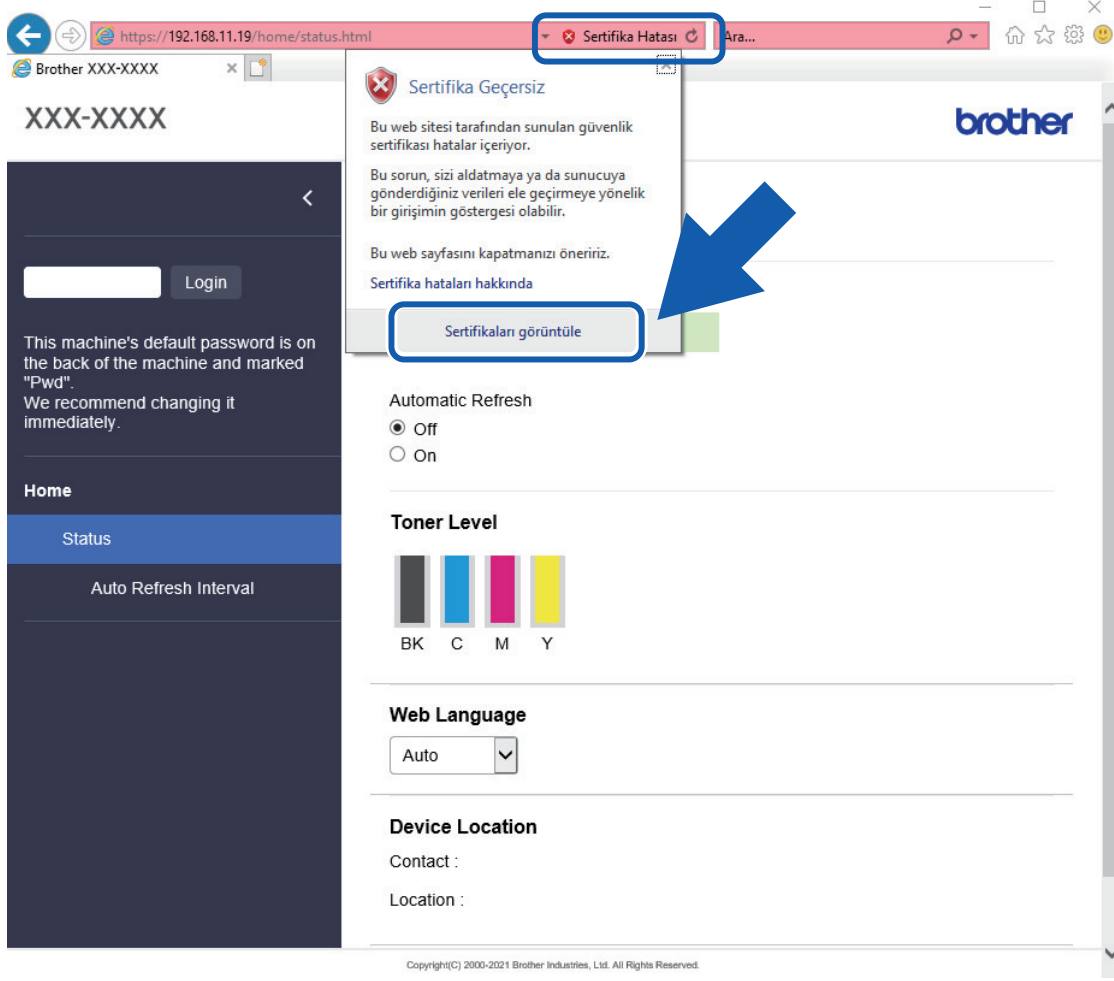 https://192.168.11.19/home/status.html
Sertifika Hatası
Ara...
Brother XXX-XXXX
XXX-XXXX
brother
Sertifika Geçersiz
Bu web sitesi tarafından sunulan güvenlik
sertifikası hatalar içeriyor.
Bu sorun, sizi aldatmaya ya da sunucuya
gönderdiğiniz verileri ele geçirmeye yönelik
bir girişimin göstergesi olabilir.
Bu web sayfasını kapatmanızı öneririz.
Sertifika hataları hakkında
Sertifikaları görüntüle
Login
This machine's default password is on
the back of the machine and marked
"Pwd".
We recommend changing it
immediately.
Home
Status
Auto Refresh Interval
Automatic Refresh
Off
On
Toner Level
BK C M Y
Web Language
Auto
Device Location
Contact :
Location :
Copyright(C) 2000-2021 Brother Industries, Ltd. All Rights Reserved.